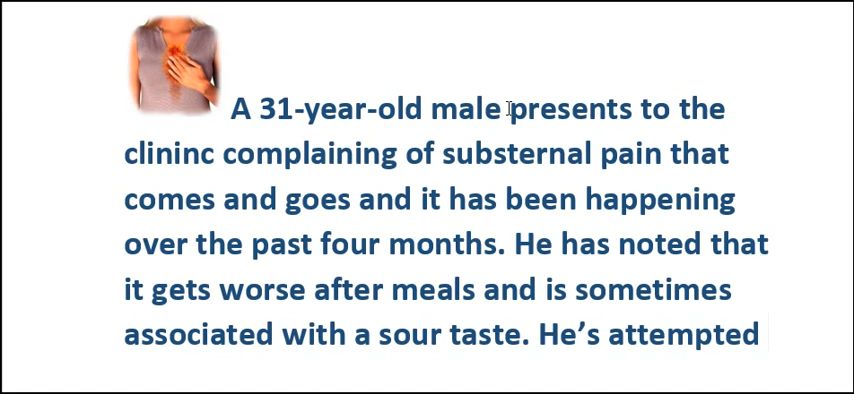 A 31-year-old male presents to the
clininc complaining of substernal pain that
comes and goes and it has been happening
over the past four months. He has noted that
it gets worse after meals and is sometimes
associated with a sour taste. He’s attempted